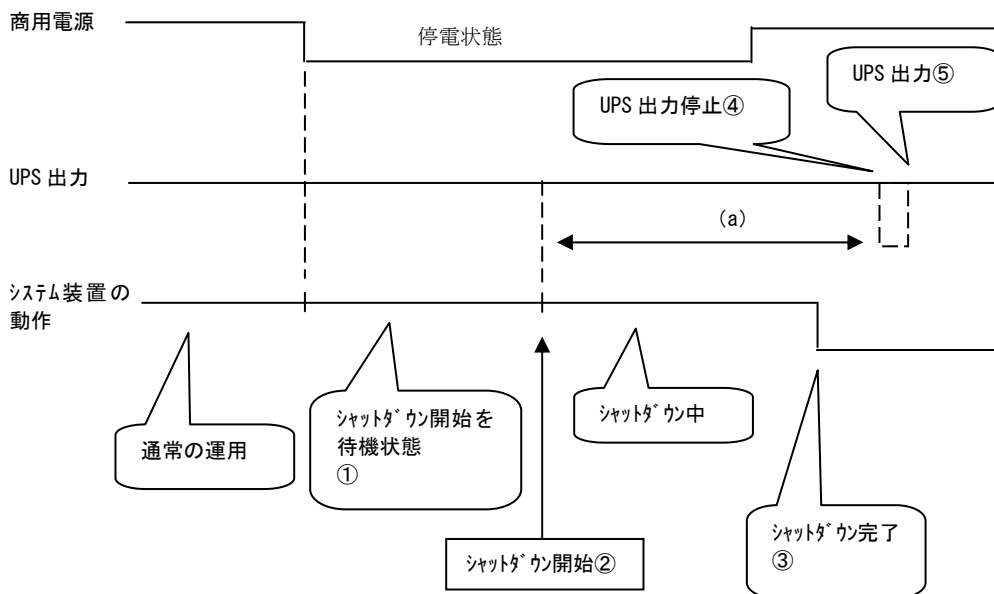 商用電源
停電状態
UPS 出力⑤
UPS 出力停止④
UPS 出力
(a)
ｼｽﾃﾑ装置の
動作
通常の運用
ｼｬｯﾄﾀﾞｳﾝ開始を
待機状態
①
ｼｬｯﾄﾀﾞｳﾝ中
ｼｬｯﾄﾀﾞｳﾝ開始②
ｼｬｯﾄﾀﾞｳﾝ完了
③